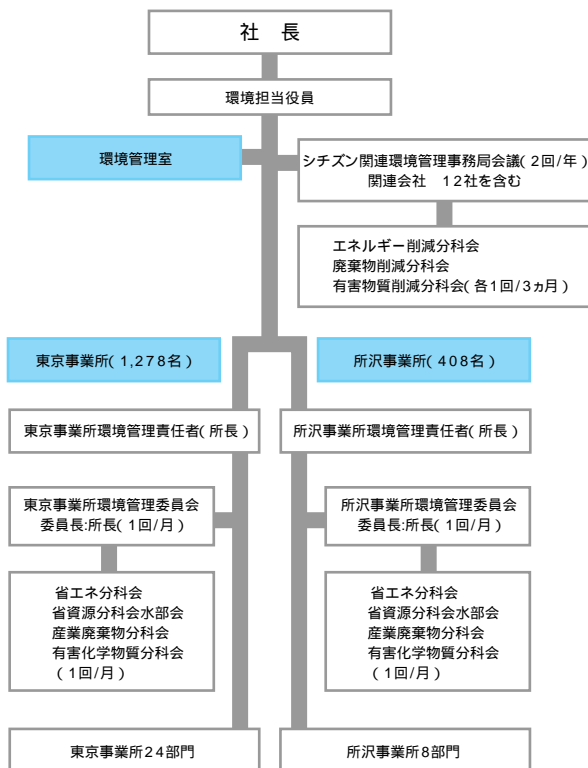 社　長
環境担当役員
環境管理室
シチズン関連環境管理事務局会議(2回/年)
関連会社　12社を含む
エネルギー削減分科会
廃棄物削減分科会
有害物質削減分科会(各1回/3ヵ月)
東京事業所(1,278名)
所沢事業所(408名)
東京事業所環境管理責任者(所長)
所沢事業所環境管理責任者(所長)
東京事業所環境管理委員会
委員長:所長(1回/月)
所沢事業所環境管理委員会
委員長:所長(1回/月)
省エネ分科会
省資源分科会水部会
産業廃棄物分科会
有害化学物質分科会
(1回/月)
省エネ分科会
省資源分科会水部会
産業廃棄物分科会
有害化学物質分科会
(1回/月)
東京事業所24部門
所沢事業所8部門